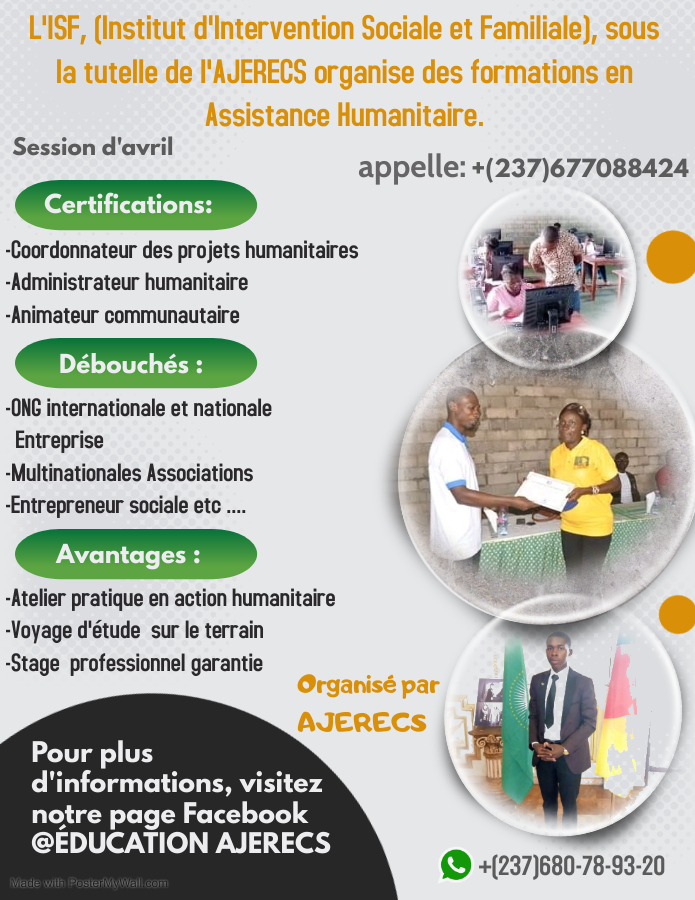 L'ISF, (Institut d'Intervention Sociale et Familiale), sous
la tutelle de l'AJERECS organise des formations en
Assistance Humanitaire.
Session d'avril
appelle: +(237)677088424
Certifications:
-Coordonnateur des projets humanitaires
-Administrateur humanitaire
-Animateur communautaire
Débouchés :
-ONG internationale et nationale
Entreprise
-Multinationales Associations
-Entrepreneur sociale etc ....
Avantages :
-Atelier pratique en action humanitaire
-Voyage d'étude sur le terrain
-Stage professionnel garantie
Organisé par
AJERECS
Pour plus
d'informations, visitez
notre page Facebook
@ÉDUCATION AJERECS
+(237)680-78-93-20
Made with PosterMyWall.com